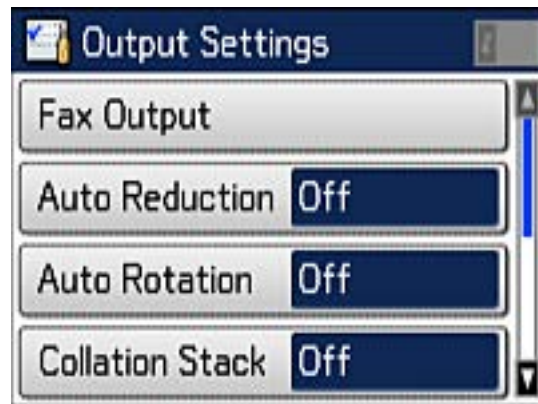 Output Settings
Fax Output
Auto Reduction Off
Auto Rotation Off
Collation Stack Off